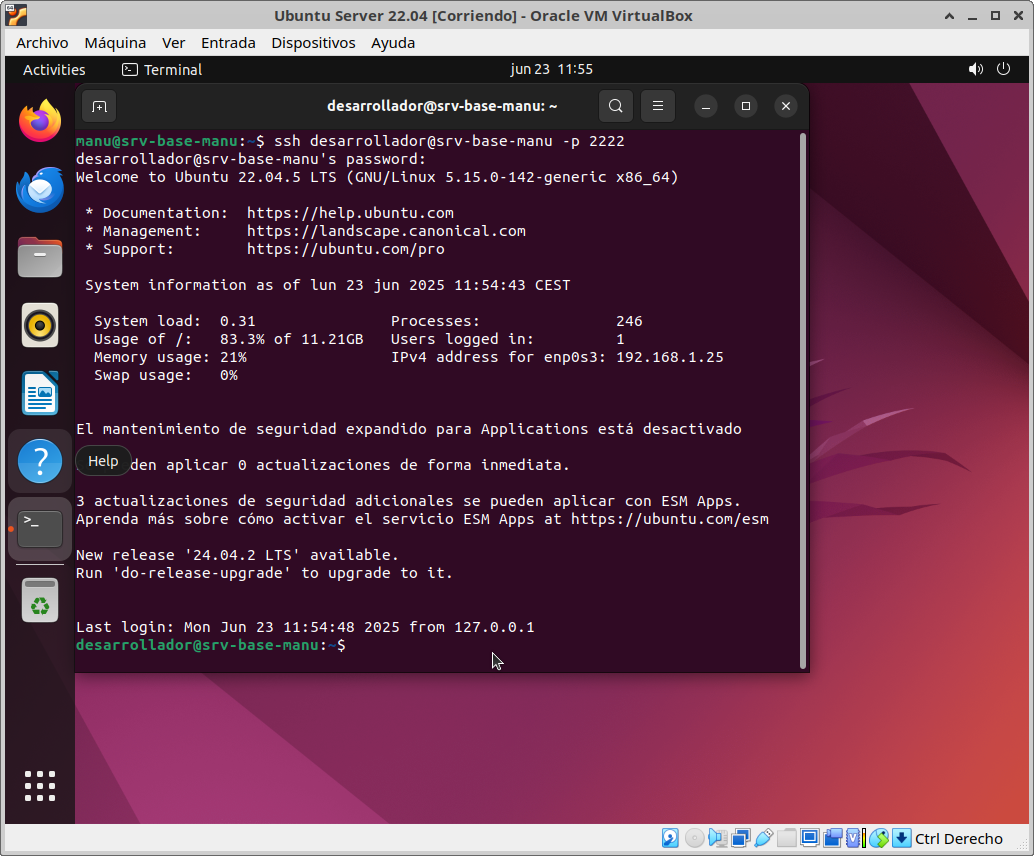 Ubuntu Server 22.04 [Corriendo] - Oracle VM VirtualBox
Archivo Máquina Ver Entrada Dispositivos Ayuda
Activities Terminal jun 23 11:55
desarrollador@srv-base-manu: ~
manu@srv-base-manu:~$ ssh desarrollador@srv-base-manu -p 2222
desarrollador@srv-base-manu's password:
Welcome to Ubuntu 22.04.5 LTS (GNU/Linux 5.15.0-142-generic x86_64)
* Documentation: https://help.ubuntu.com
* Management: https://landscape.canonical.com
* Support: https://ubuntu.com/pro
System information as of lun 23 jun 2025 11:54:43 CEST
System load: 0.31 Processes: 246
Usage of /: 83.3% of 11.21GB Users logged in: 1
Memory usage: 21% IPv4 address for enp0s3: 192.168.1.25
Swap usage: 0%
El mantenimiento de seguridad expandido para Applications está desactivado
Help
den aplicar 0 actualizaciones de forma inmediata.
3 actualizaciones de seguridad adicionales se pueden aplicar con ESM Apps.
Aprenda más sobre cómo activar el servicio ESM Apps at https://ubuntu.com/esm
New release '24.04.2 LTS' available.
Run 'do-release-upgrade' to upgrade to it.
Last login: Mon Jun 23 11:54:48 2025 from 127.0.0.1
desarrollador@srv-base-manu:~$
Ctrl Derecho